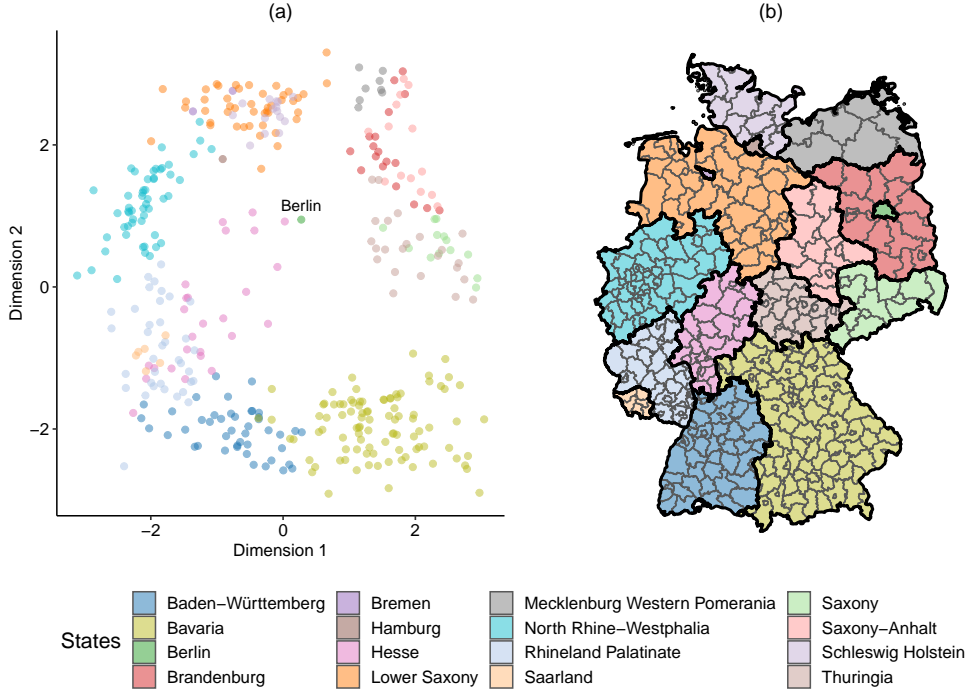 (a)
(b)
Dimension 2
2
0
−2
Berlin
−2
0
2
Dimension 1
States
Baden−Württemberg
Bavaria
Berlin
Brandenburg
Bremen
Hamburg
Hesse
Lower Saxony
Mecklenburg Western Pomerania
North Rhine−Westphalia
Rhineland Palatinate
Saarland
Saxony
Saxony−Anhalt
Schleswig Holstein
Thuringia